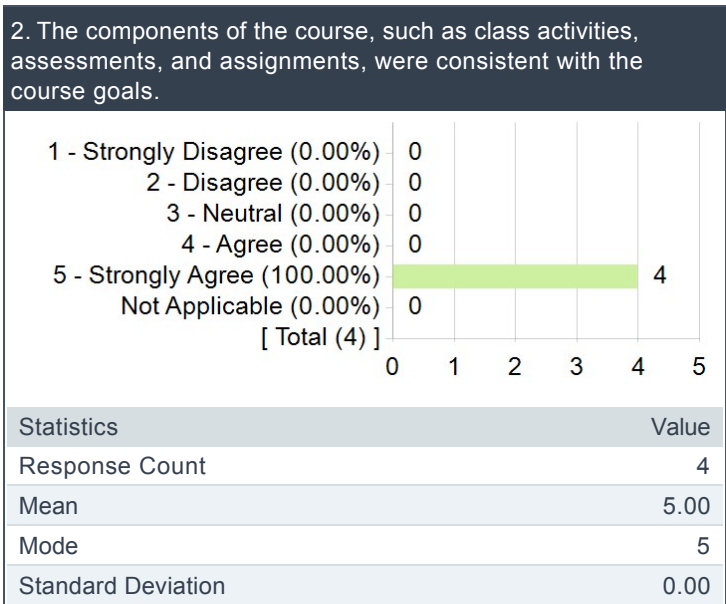 2. The components of the course, such as class activities,
assessments, and assignments, were consistent with the
course goals.
1 - Strongly Disagree (0.00%) 0
2 - Disagree (0.00%) 0
3 - Neutral (0.00%) 0
4 - Agree (0.00%) 0
5 - Strongly Agree (100.00%) 4
Not Applicable (0.00%) 0
[ Total (4) ]
0 1 2 3 4 5
Statistics Value
Response Count 4
Mean 5.00
Mode 5
Standard Deviation 0.00